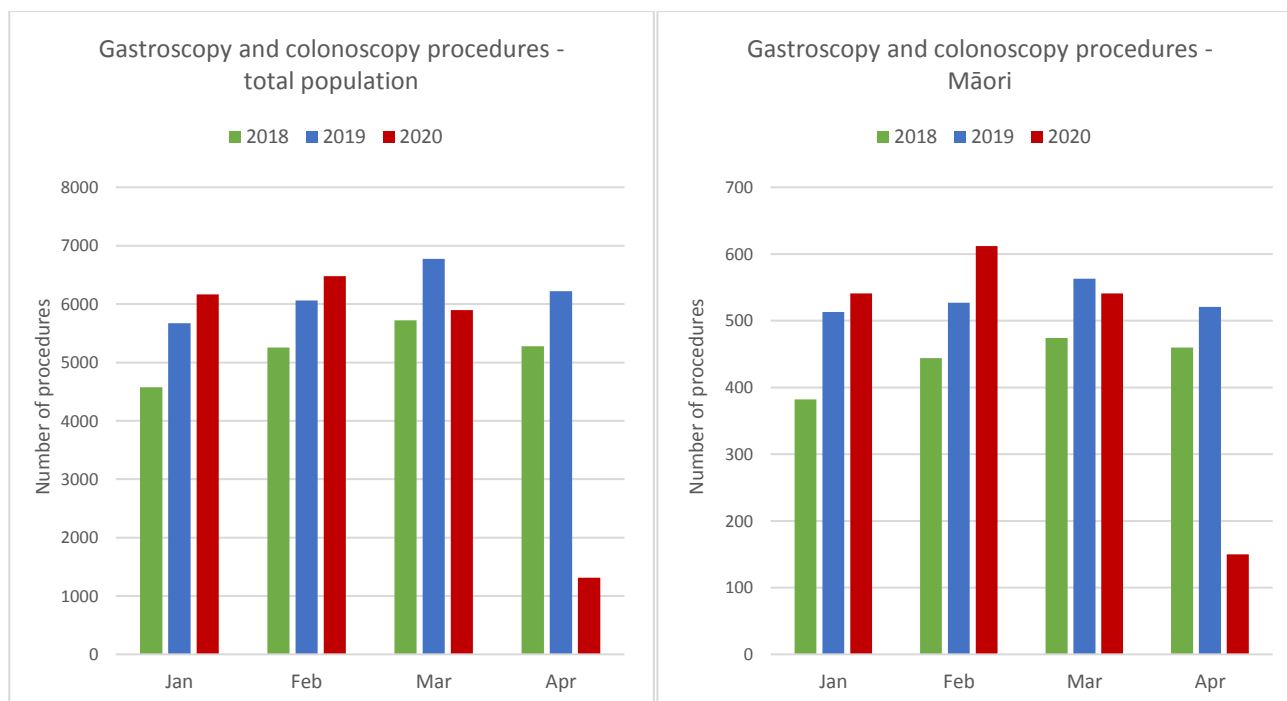 Gastroscopy and colonoscopy procedures -
total population
2018 2019 2020
8000
7000
6000
5000
4000
3000
2000
1000
0
Number of procedures
Jan Feb Mar Apr
Gastroscopy and colonoscopy procedures -
Māori
2018 2019 2020
700
600
500
400
300
200
100
0
Number of procedures
Jan Feb Mar Apr